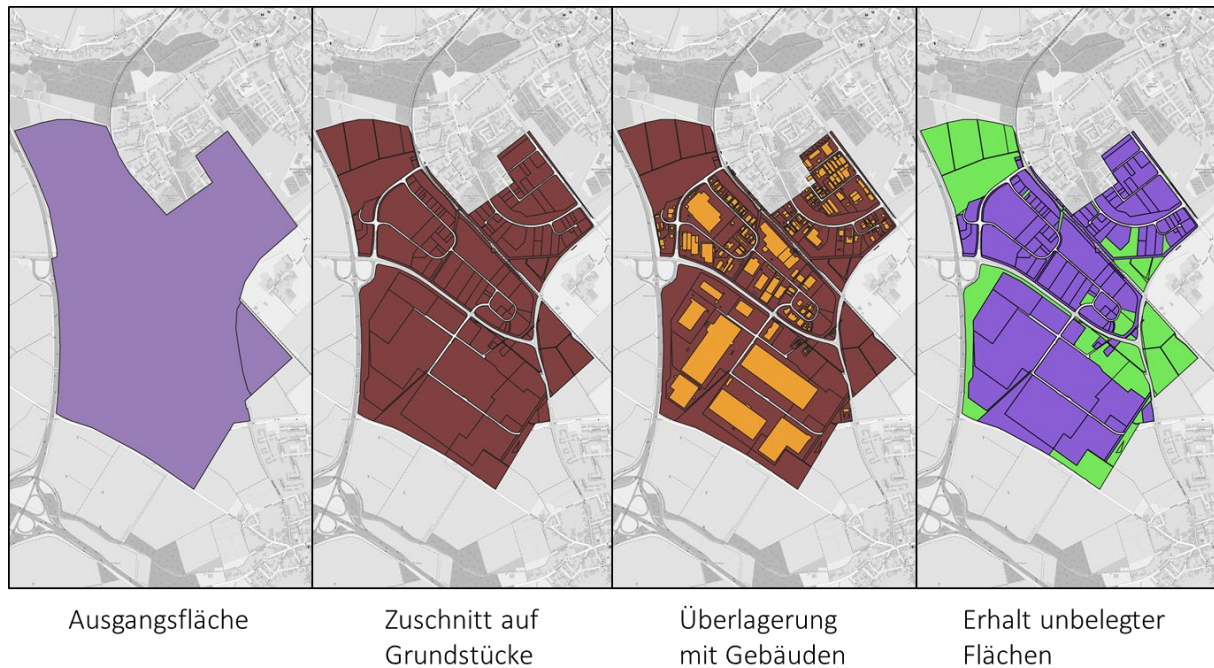 Ausgangsfläche
Zuschnitt auf
Grundstücke
Überlagerung
mit Gebäuden
Erhalt unbelegter
Flächen